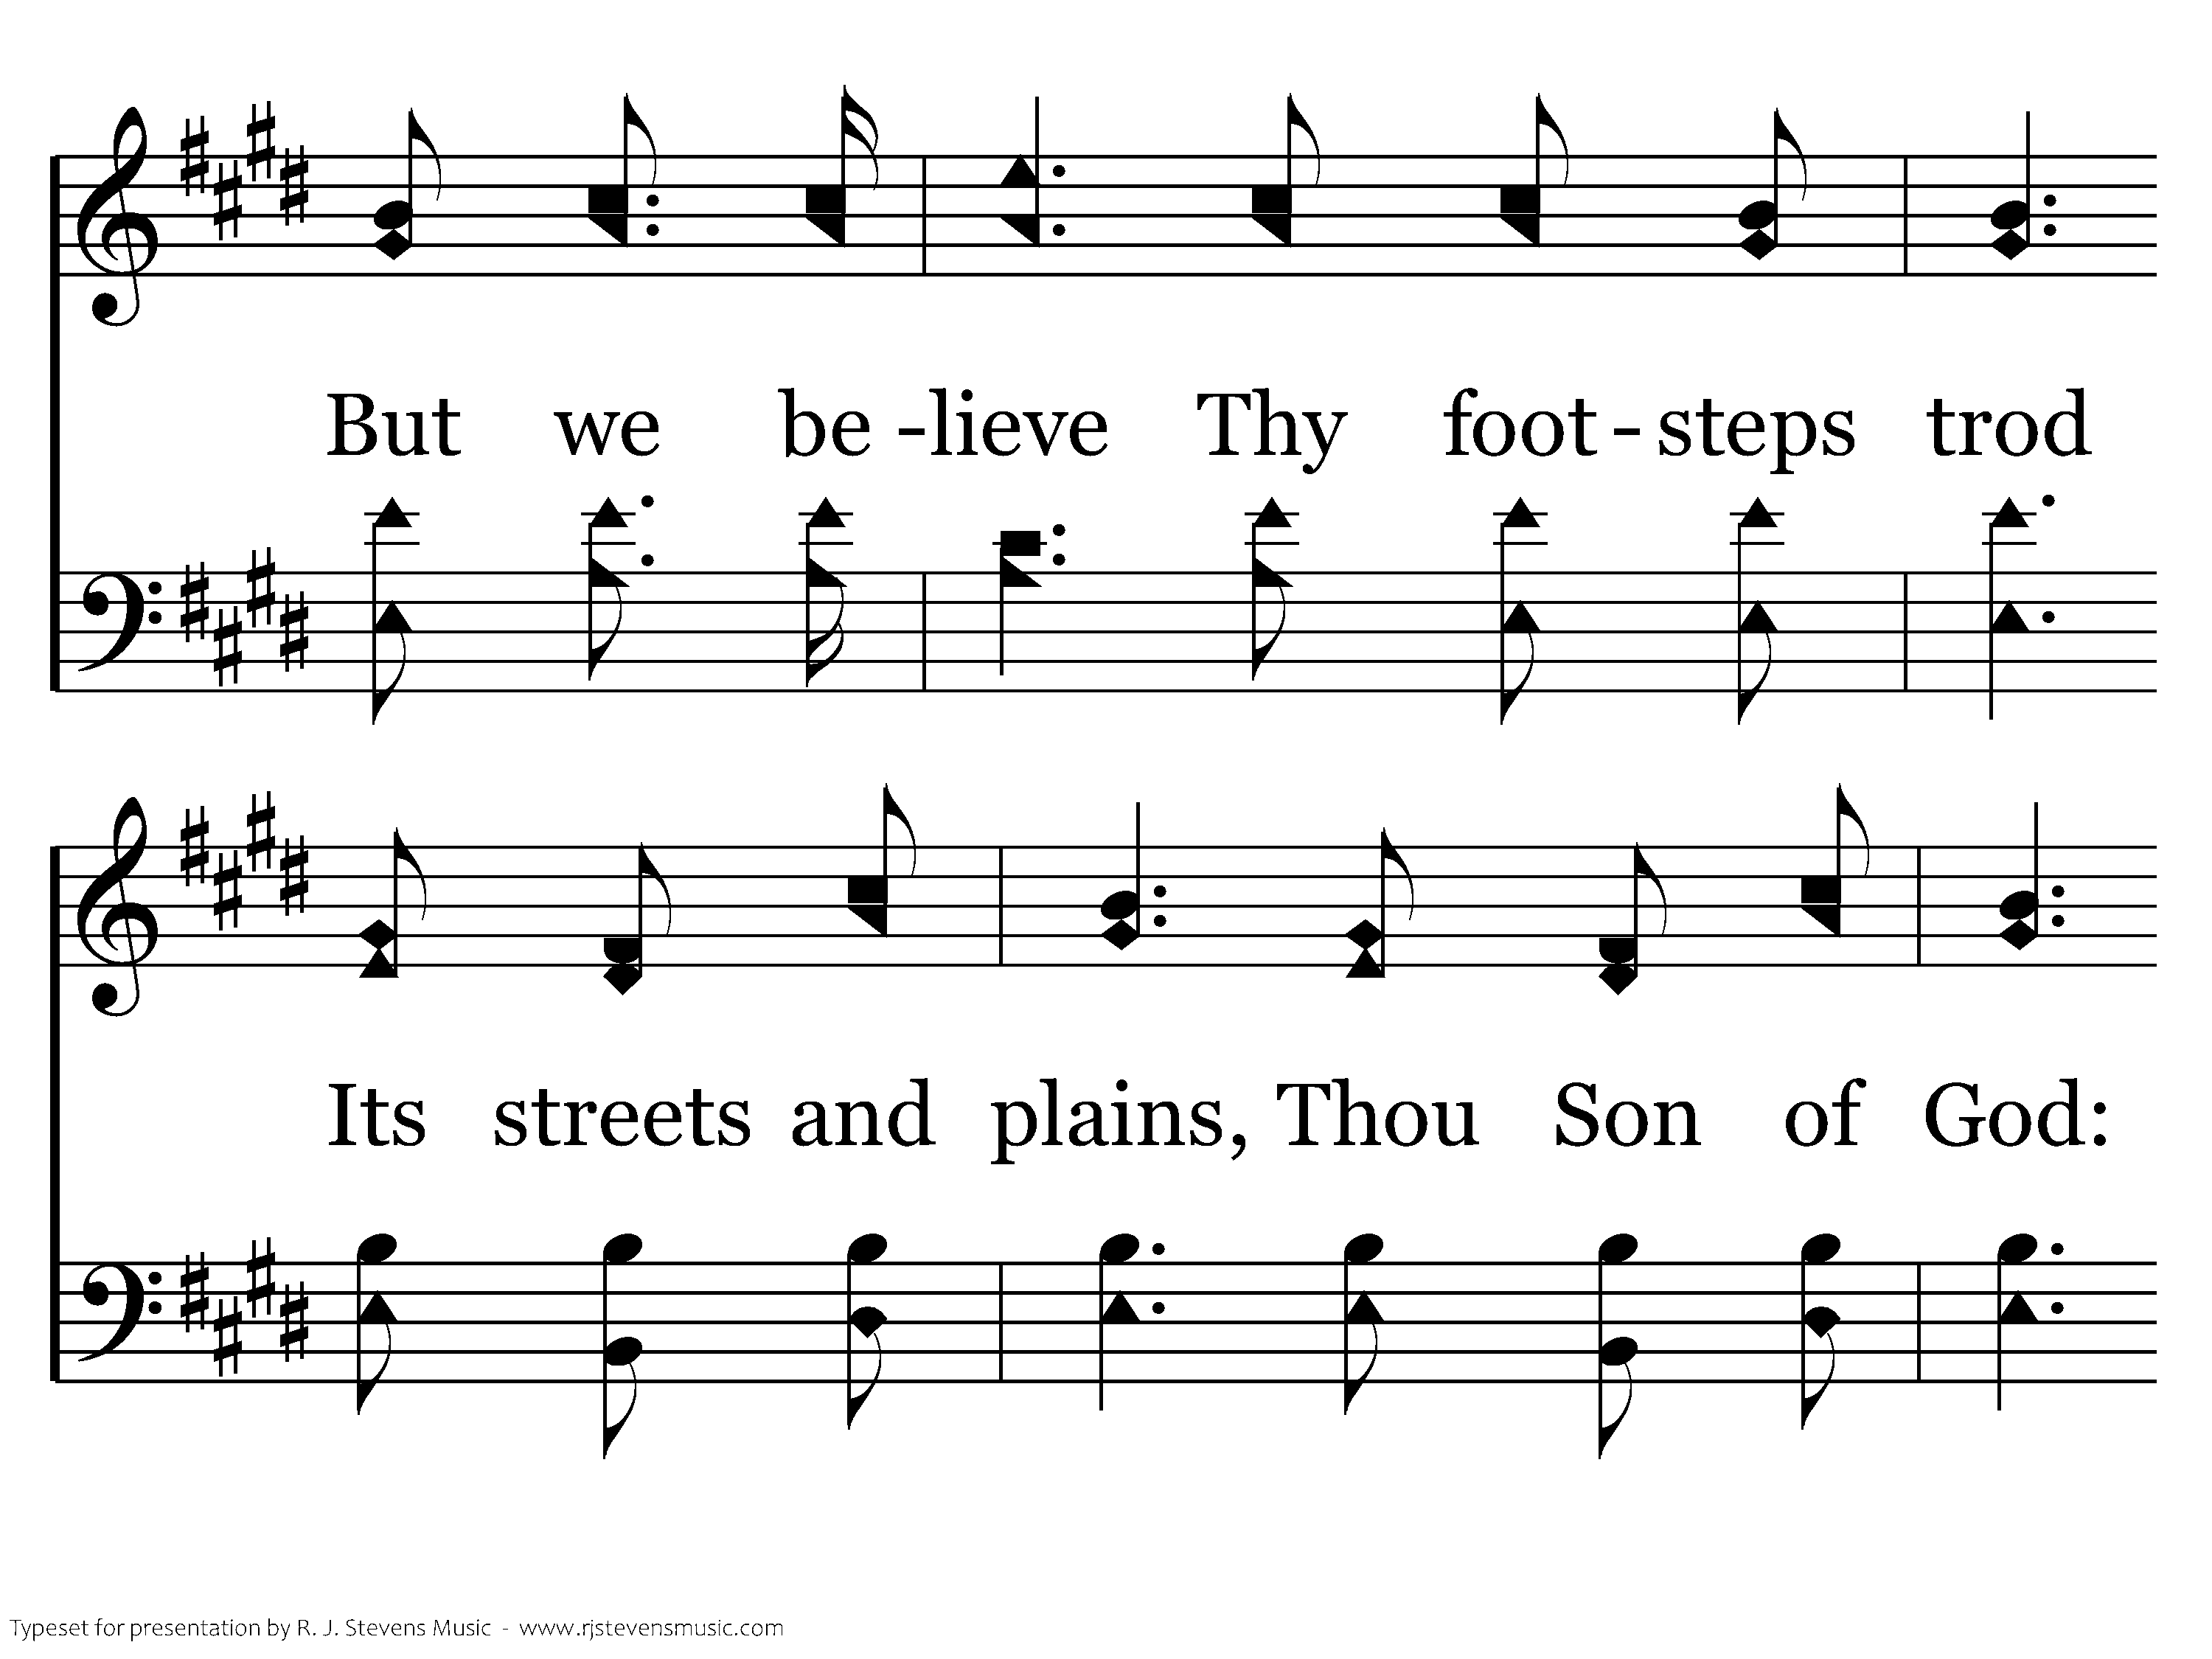 But we be-lieve Thy foot-steps trod
Its streets and plains, Thou Son of God:
Typeset for presentation by R. J. Stevens Music - www.rjstevensmusic.com